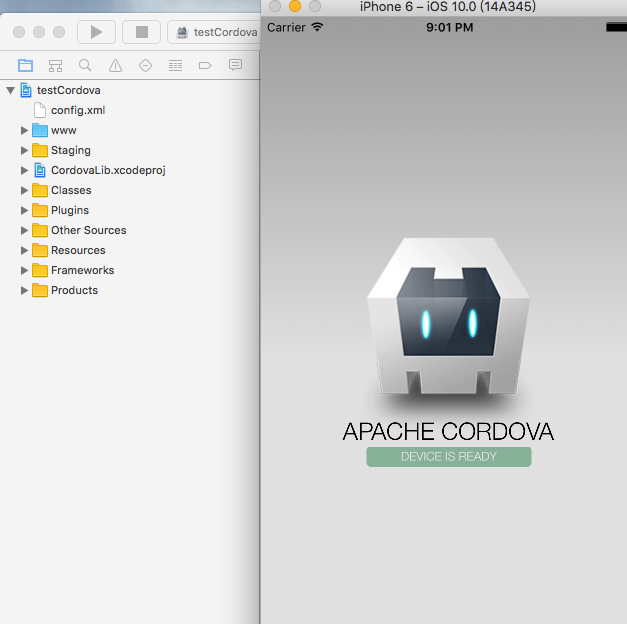 testCordova
testCordova
config.xml
www
Staging
CordovaLib.xcodeproj
Classes
Plugins
Other Sources
Resources
Frameworks
Products
iPhone 6 – iOS 10.0 (14A345)
Carrier
9:01 PM
APACHE CORDOVA
DEVICE IS READY